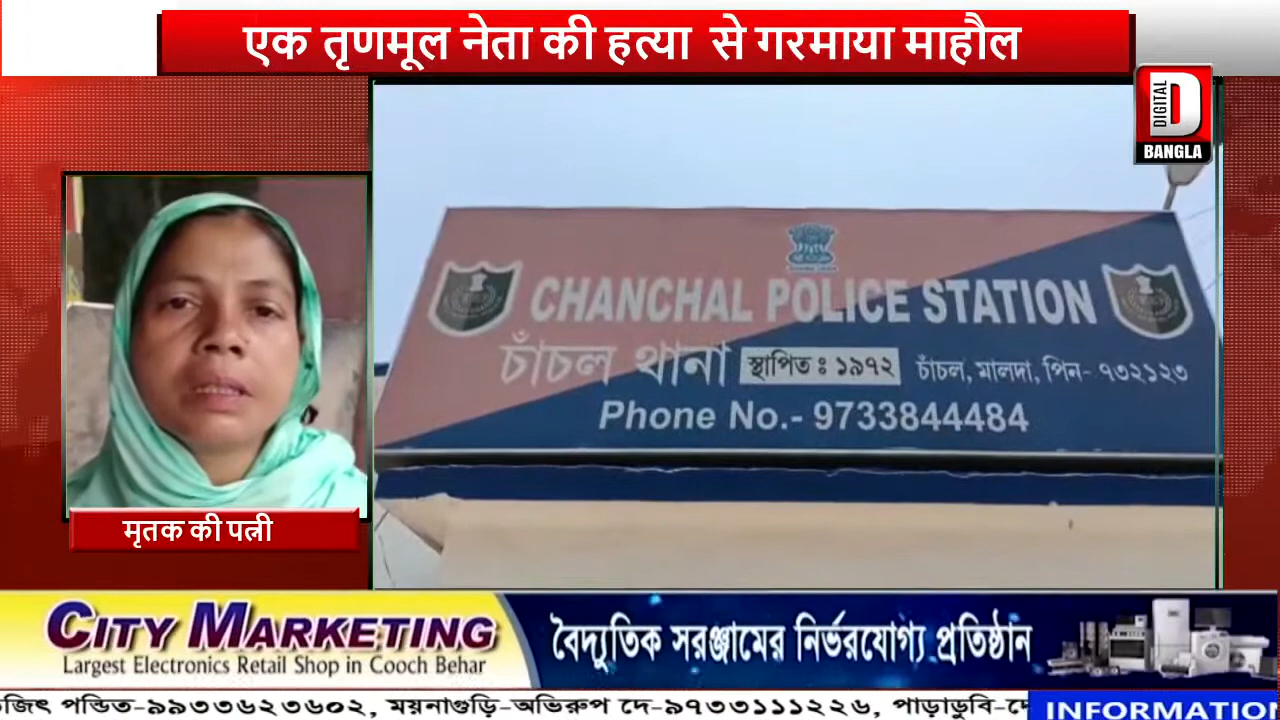 एक तृणमूल नेता की हत्या से गरमाया माहौल
DIGITAL
D
BANGLA
CHANCHAL POLICE STATION
চাঁচল থানা স্থাপিত ঃ ১৯৭২ চাঁচল, মালদা, পিন- ৭৩২১২৩
Phone No.- 9733844484
मृतक की पत्नी
CITY MARKETING
Largest Electronics Retail Shop in Cooch Behar
বৈদ্যুতিক সরঞ্জামের নির্ভরযোগ্য প্রতিষ্ঠান
জিৎ পন্ডিত-৯৯৩৩৬২৩৬০২, ময়নাগুড়ি-অভিরুপ দে-৯৭৩৩১১১২২৬, পাড়াডুবি-দে
INFORMATION